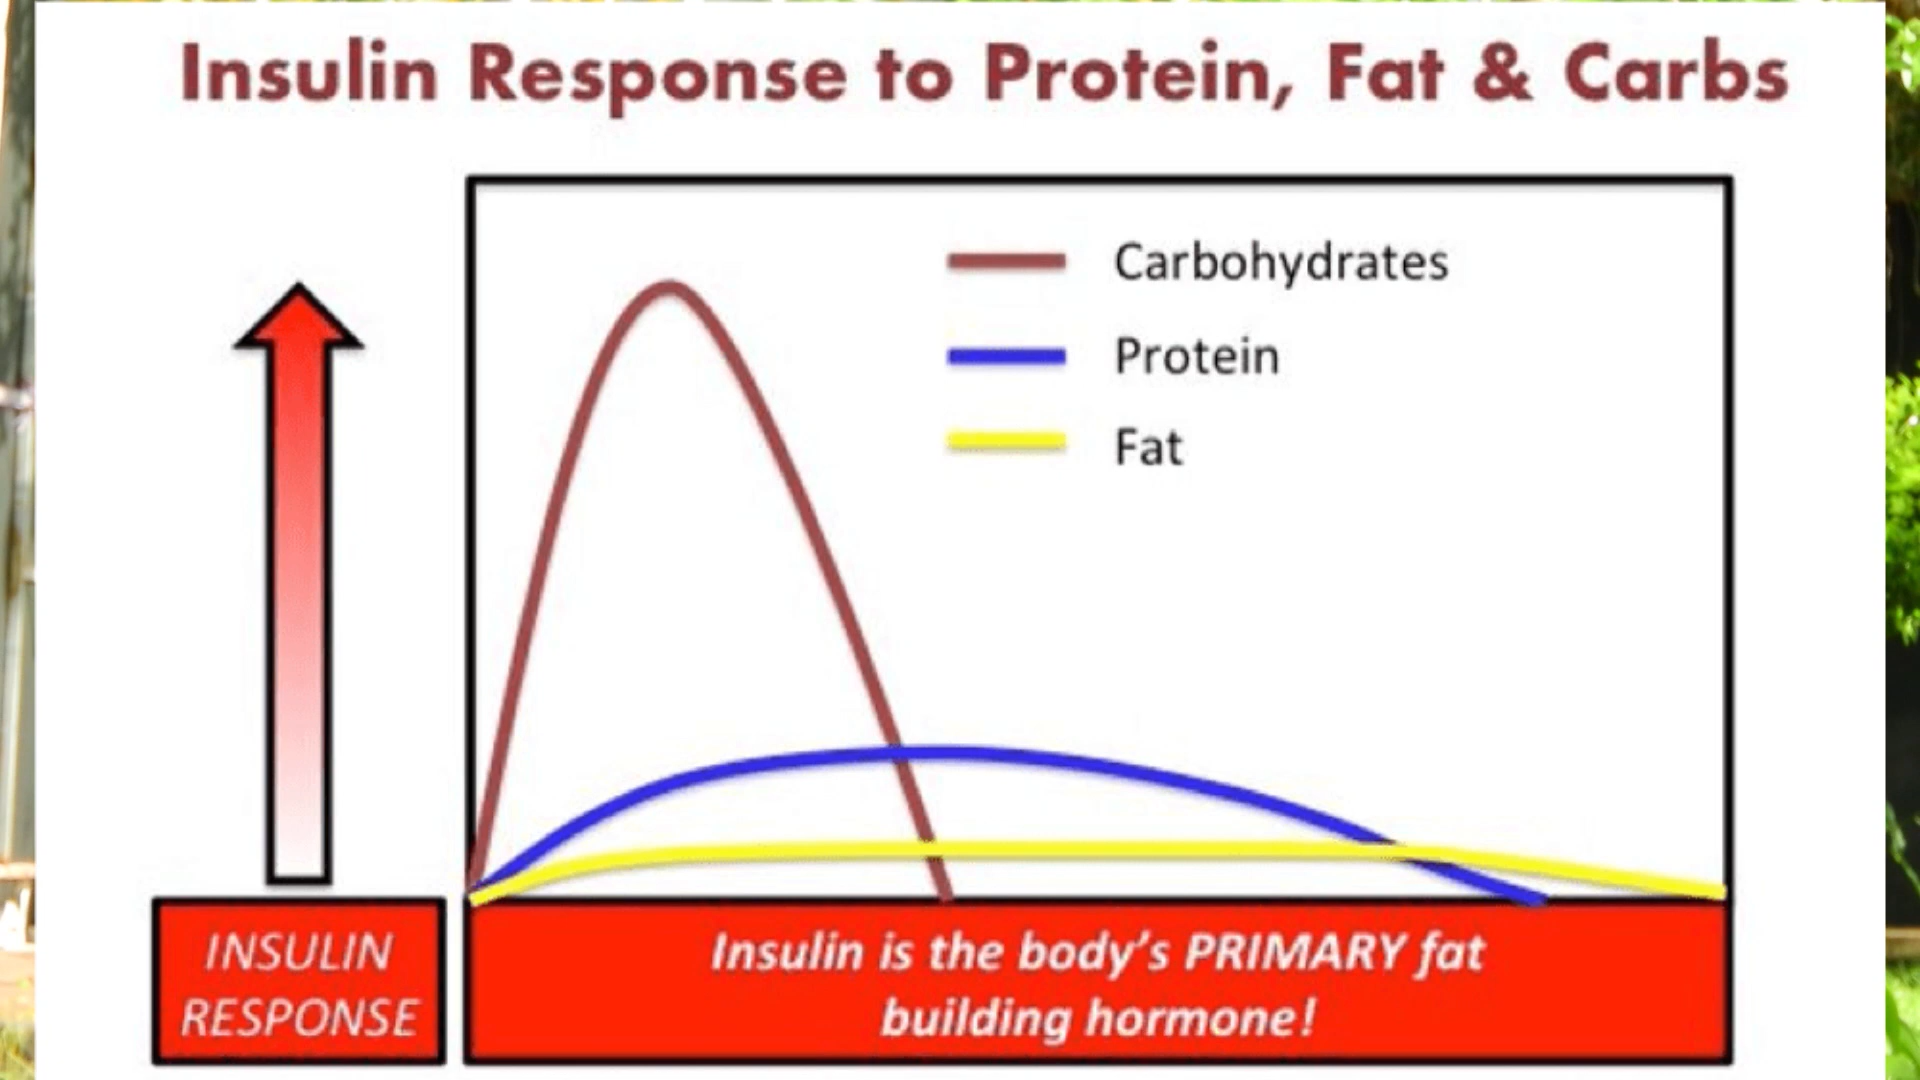 Insulin Response to Protein, Fat & Carbs
Carbohydrates
Protein
Fat
INSULIN
RESPONSE
Insulin is the body’s PRIMARY fat
building hormone!